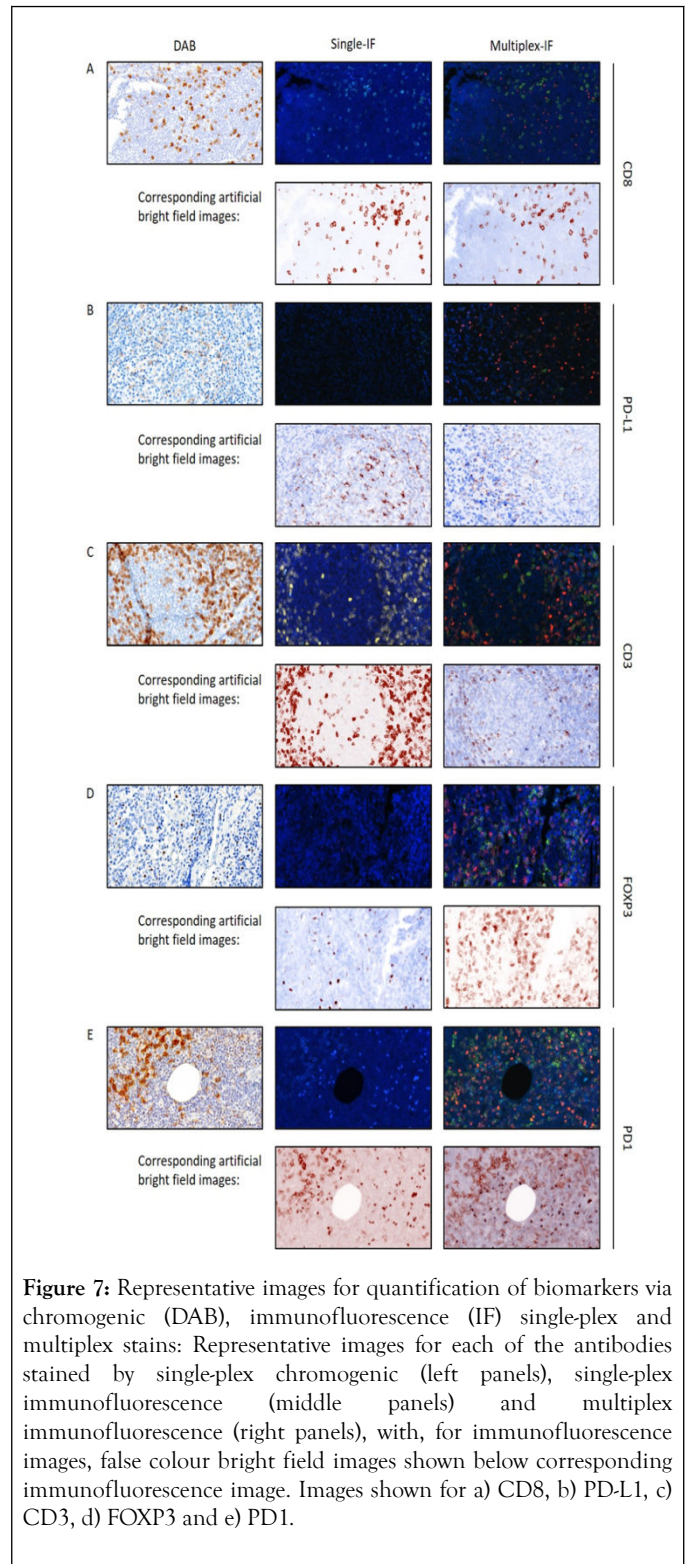 DAB Single-IF Multiplex-IF
A
CD8
Corresponding artificial
bright field images:
B
PD-L1
Corresponding artificial
bright field images:
C
CD3
Corresponding artificial
bright field images:
D
FOXP3
Corresponding artificial
bright field images:
E
PD1
Corresponding artificial
bright field images:
Figure 7: Representative images for quantification of biomarkers via
chromogenic (DAB), immunofluorescence (IF) single-plex and
multiplex stains: Representative images for each of the antibodies
stained by single-plex chromogenic (left panels), single-plex
immunofluorescence (middle panels) and multiplex
immunofluorescence (right panels), with, for immunofluorescence
images, false colour bright field images shown below corresponding
immunofluorescence image. Images shown for a) CD8, b) PD-L1, c)
CD3, d) FOXP3 and e) PD1.